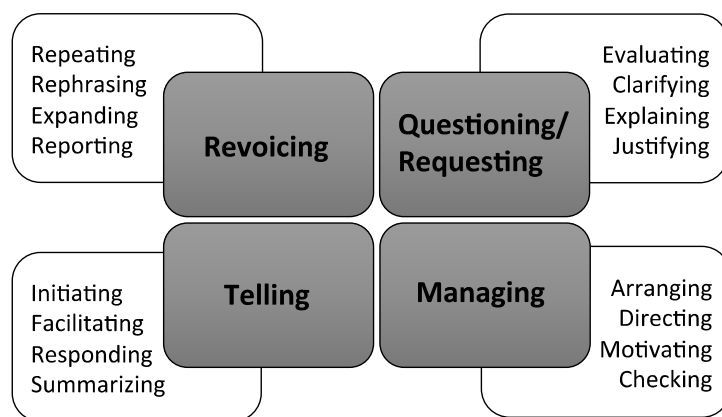 Repeating
Rephrasing
Expanding
Reporting
Revoicing
Questioning/
Requesting
Evaluating
Clarifying
Explaining
Justifying
Initiating
Facilitating
Responding
Summarizing
Telling
Managing
Arranging
Directing
Motivating
Checking